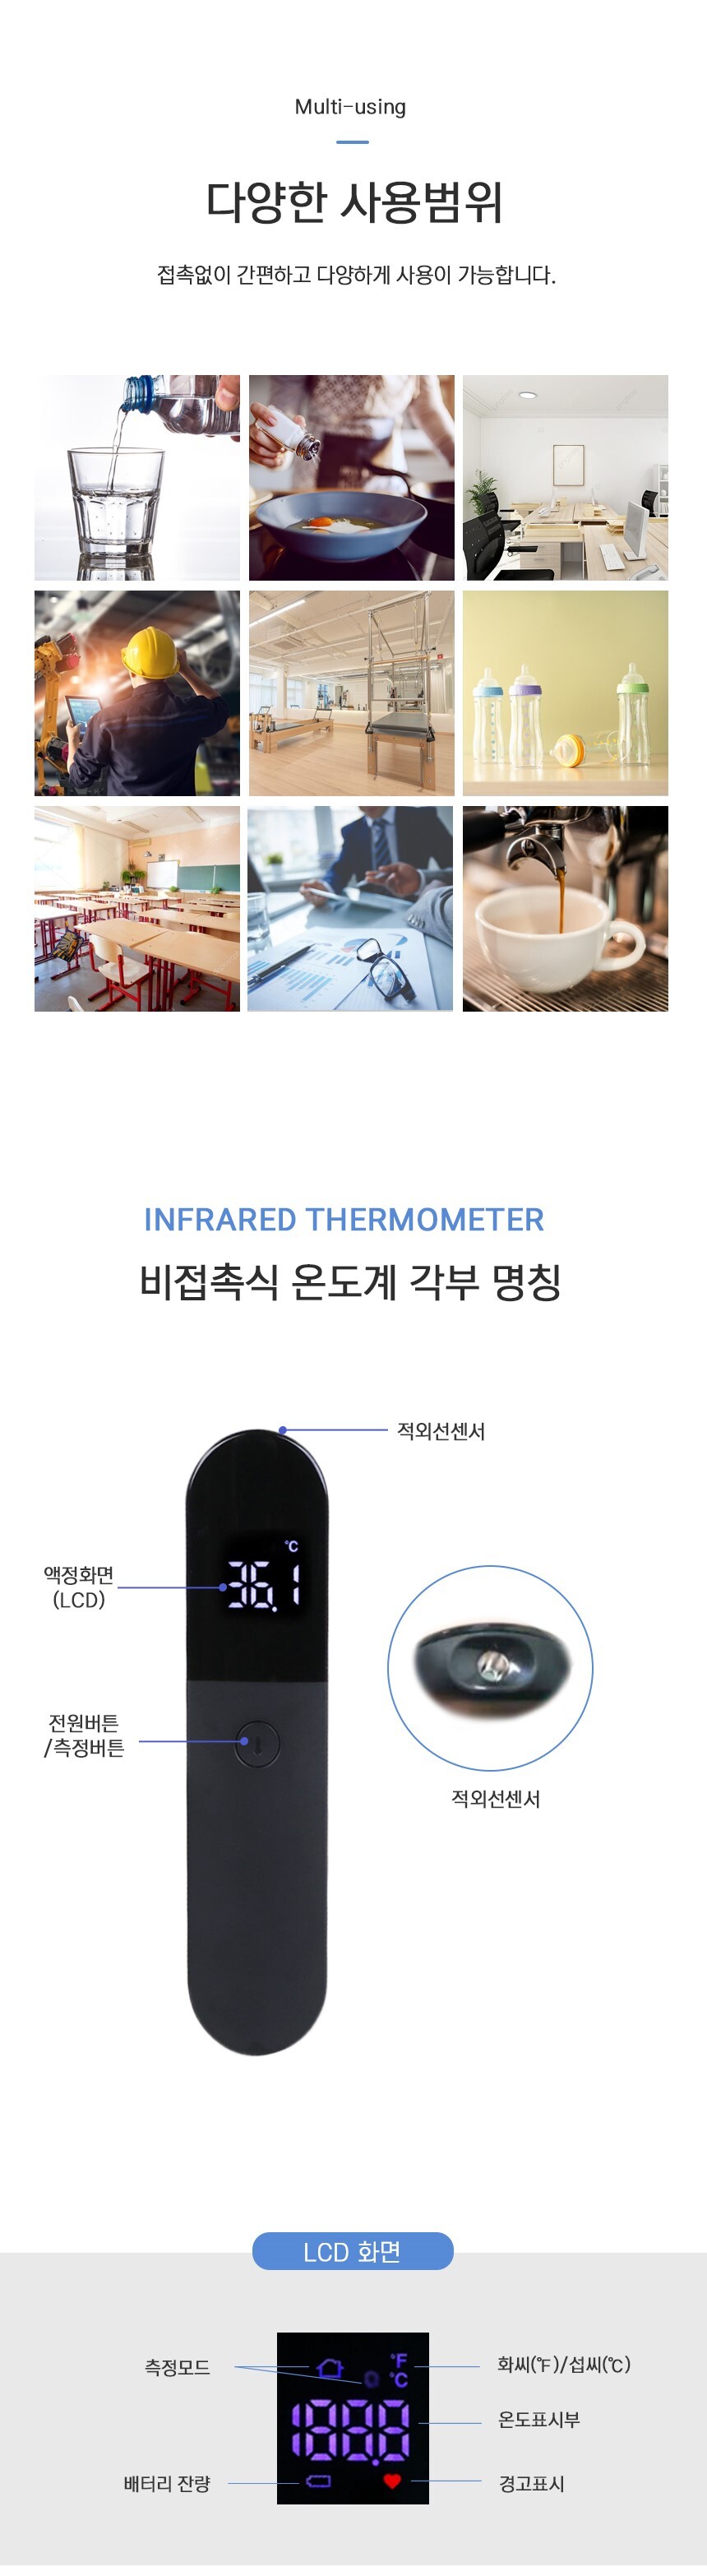 Multi-using
다양한 사용범위
접촉없이 간편하고 다양하게 사용이 가능합니다.
INFRARED THERMOMETER
비접촉식 온도계 각부 명칭
적외선센서
°C
36.1
액정화면
(LCD)
전원버튼
/측정버튼
적외선센서
LCD 화면
측정모드
°F
°C
화씨(℉)/섭씨(℃)
188.8
온도표시부
배터리 잔량
경고표시